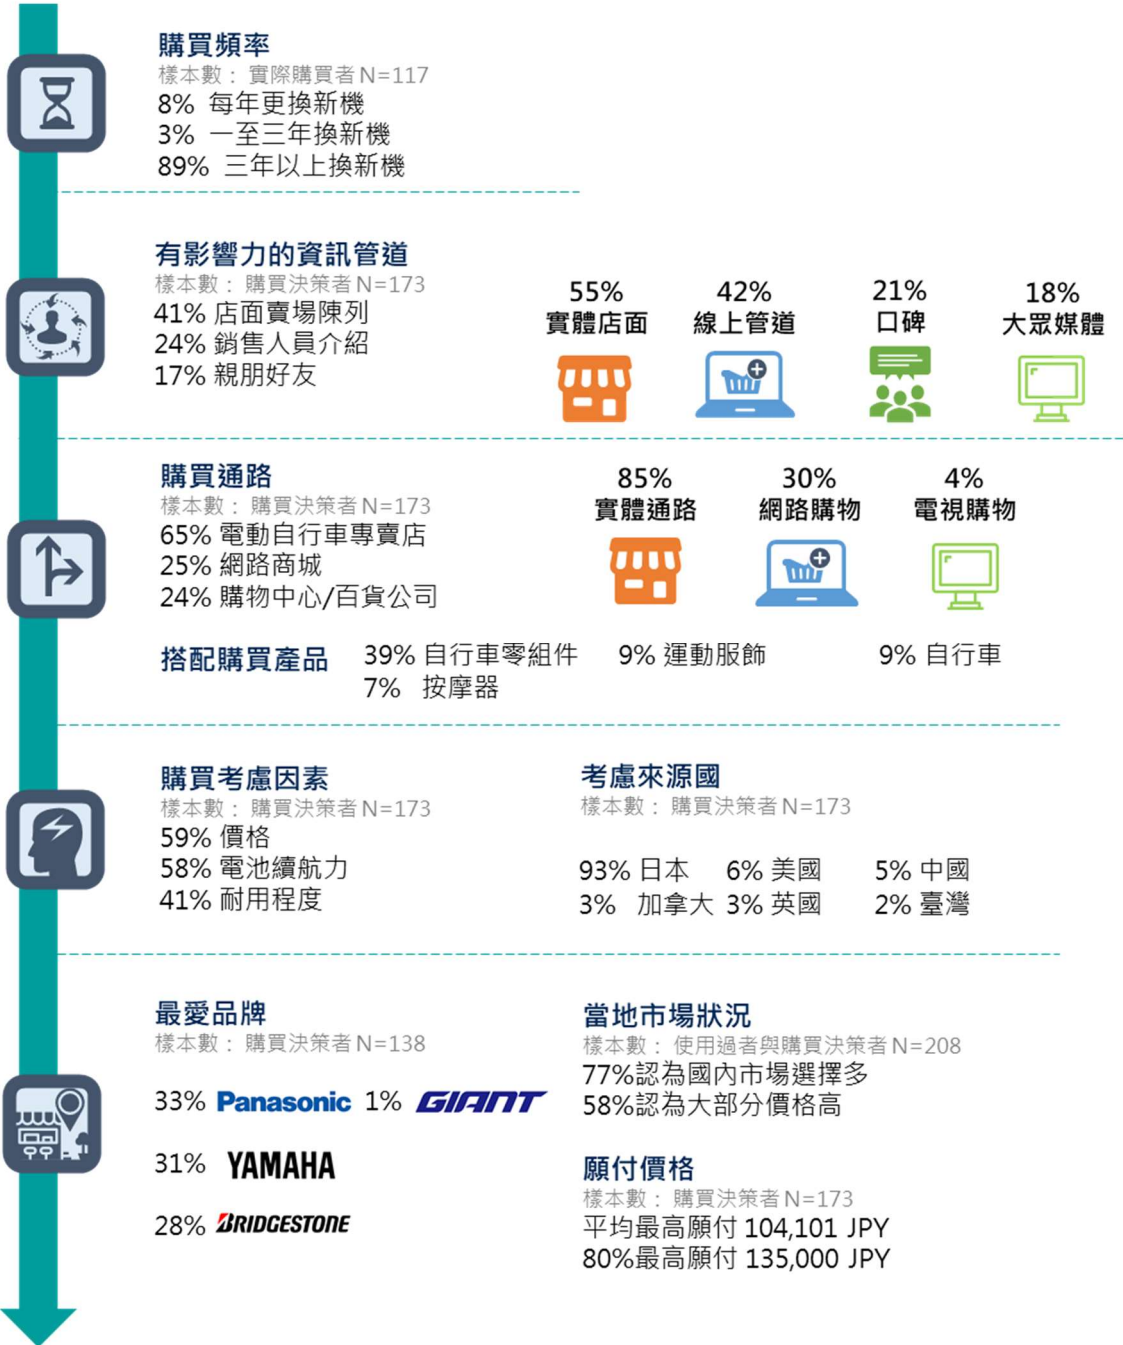 購買頻率
樣本數： 實際購買者N=117
8% 每年更換新機
3% 一至三年換新機
89% 三年以上換新機
有影響力的資訊管道
樣本數： 購買決策者N=173
41% 店面賣場陳列
24% 銷售人員介紹
17% 親朋好友
55%
實體店面
42%
線上管道
21%
口碑
18%
大眾媒體
購買通路
樣本數： 購買決策者N=173
65% 電動自行車專賣店
25% 網路商城
24% 購物中心/百貨公司
85%
實體通路
30%
網路購物
4%
電視購物
搭配購買產品
39% 自行車零組件 9% 運動服飾 9% 自行車
7% 按摩器
購買考慮因素
樣本數： 購買決策者N=173
59% 價格
58% 電池續航力
41% 耐用程度
考慮來源國
樣本數： 購買決策者N=173
93% 日本 6% 美國 5% 中國
3% 加拿大 3% 英國 2% 臺灣
最愛品牌
樣本數： 購買決策者N=138
33% Panasonic 1% GIANT
31% YAMAHA
28% BRIDGESTONE
當地市場狀況
樣本數： 使用過者與購買決策者N=208
77%認為國內市場選擇多
58%認為大部分價格高
願付價格
樣本數： 購買決策者N=173
平均最高願付 104,101 JPY
80%最高願付 135,000 JPY